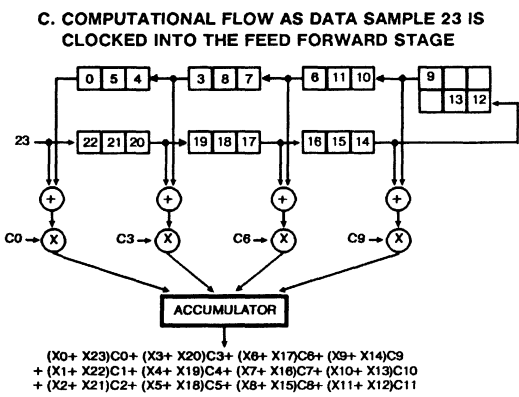 C. COMPUTATIONAL FLOW AS DATA SAMPLE 23 IS
CLOCKED INTO THE FEED FORWARD STAGE
0 5 4 3 8 7 6 11 10 9
13 12
23 22 21 20 19 18 17 16 15 14
+ + + +
C0 X C3 X C6 X C9 X
ACCUMULATOR
(X0+ X23)C0+ (X3+ X20)C3+ (X6+ X17)C6+ (X9+ X14)C9
+ (X1+ X22)C1+ (X4+ X19)C4+ (X7+ X16)C7+ (X10+ X13)C10
+ (X2+ X21)C2+ (X5+ X18)C5+ (X8+ X15)C8+ (X11+ X12)C11